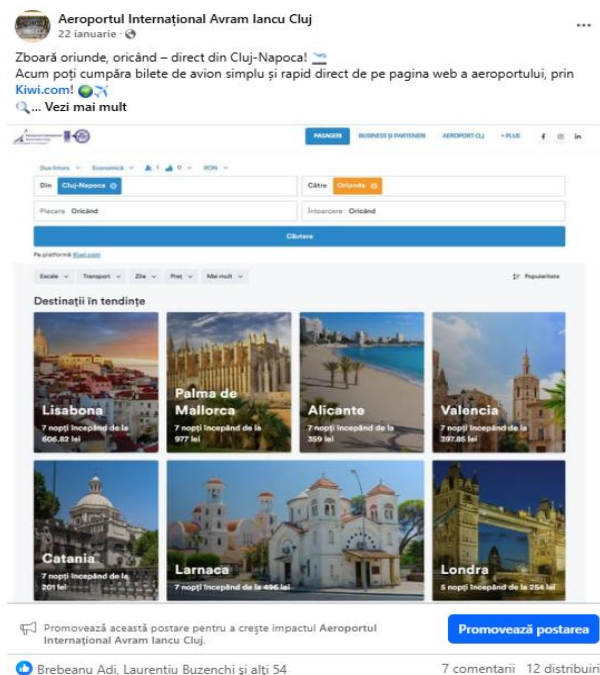 Aeroportul Internațional Avram Iancu Cluj
22 ianuarie ·
Zboară oriunde, oricând – direct din Cluj-Napoca!
Acum poți cumpăra bilete de avion simplu și rapid direct de pe pagina web a aeroportului, prin
Kiwi.com!
... Vezi mai mult
PASAGERI BUSINESS ȘI PARTENERI AEROPORT CLJ + PLUS f in
Dus-întors Economică 1 0 RON
Din Cluj-Napoca Către Oriunde
Plecare Oricând Întoarcere Oricând
Căutare
Pe platformă Kiwi.com
Escale Transport Zile Preț Mai mult Popularitate
Destinații în tendințe
Lisabona
7 nopți începând de la
606.82 lei
Palma de
Mallorca
7 nopți începând de la
977 lei
Alicante
7 nopți începând de la
359 lei
Valencia
7 nopți începând de la
397.85 lei
Catania
7 nopți începând de la
201 lei
Larnaca
7 nopți începând de la 496 lei
Londra
5 nopți începând de la 254 lei
Promovează această postare pentru a crește impactul Aeroportul
Internațional Avram Iancu Cluj.
Promovează postarea
Brebeanu Adi, Laurentiu Buzenchi și alți 54
7 comentarii 12 distribuiri